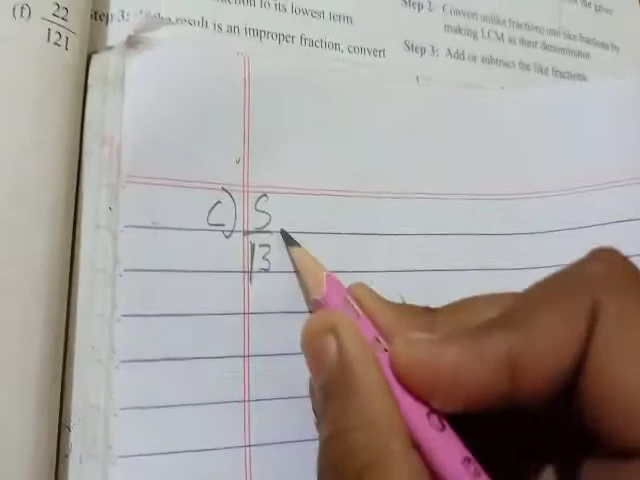 (f) 22/121
to its lowest term
Step 3: result is an improper fraction, convert
the given
Step 2: Convert unlike fractions into like fractions by
making LCM as their denominator.
Step 3: Add or subtract the like fractions.
c) 5
13